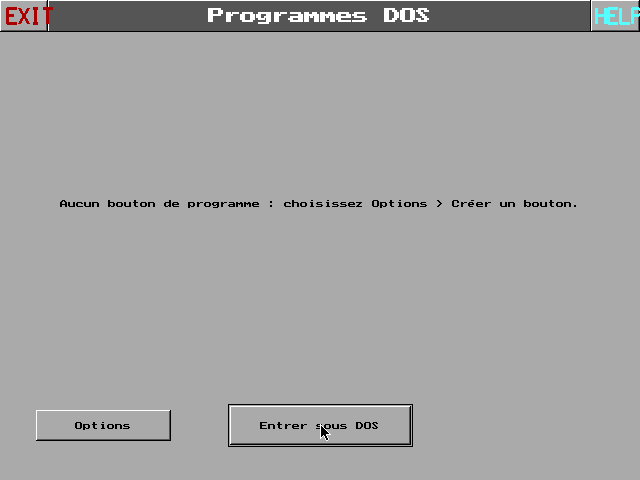 EXIT Programmes DOS HELP
Aucun bouton de programme : choisissez Options > Créer un bouton.
Options Entrer sous DOS